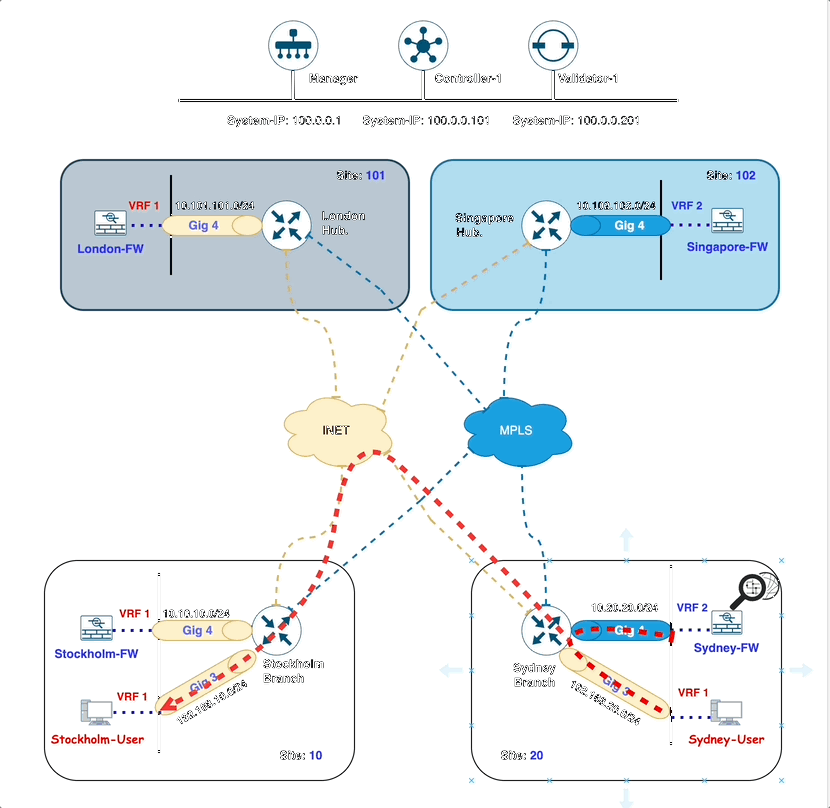 Manager
Controller-1
Validator-1
System-IP: 100.0.0.1
System-IP: 100.0.0.101
System-IP: 100.0.0.201
Site: 101
VRF 1
10.101.101.0/24
Gig 4
London-FW
London
Hub.
Site: 102
Singapore
Hub.
10.102.102.0/24
Gig 4
VRF 2
Singapore-FW
INET
MPLS
VRF 1
10.10.10.0/24
Gig 4
Stockholm-FW
Stockholm
Branch
VRF 1
Gig 3
192.168.10.0/24
Stockholm-User
Site: 10
10.20.20.0/24
VRF 2
Gig 4
Sydney-FW
Sydney
Branch
Gig 3
192.168.20.0/24
VRF 1
Sydney-User
Site: 20